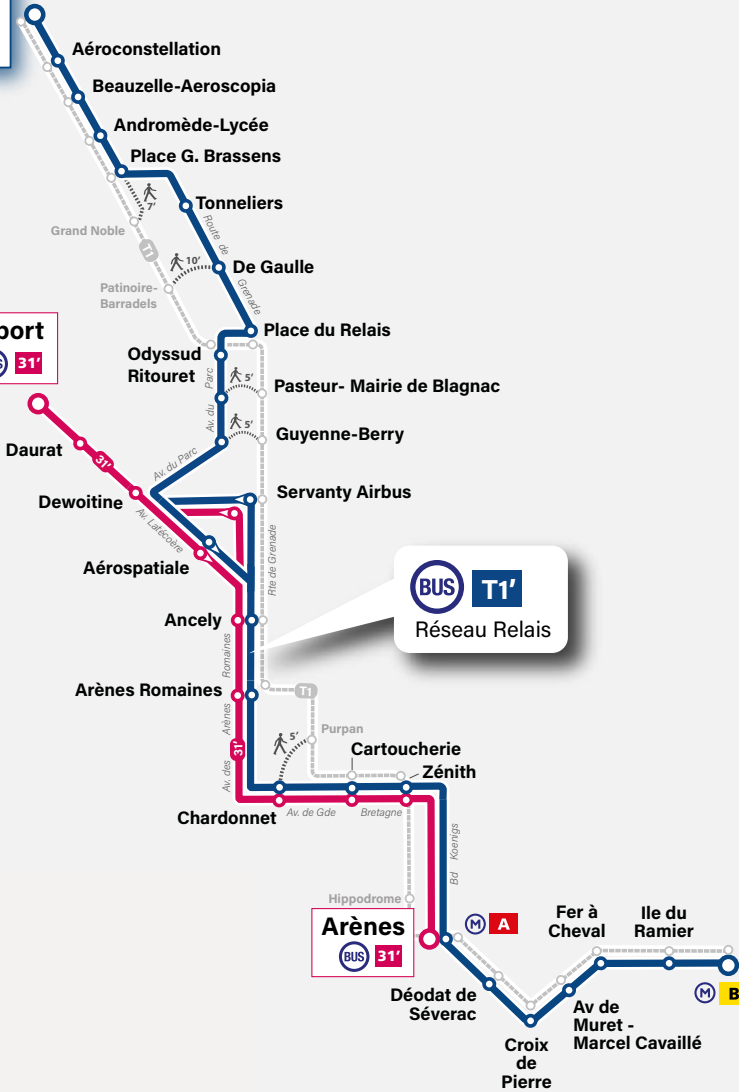 Aéroconstellation
Beauzelle-Aeroscopia
Andromède-Lycée
Place G. Brassens
7'
Tonneliers
Grand Noble
Route de
Grenade
T1
10'
De Gaulle
Patinoire-
Barradels
Place du Relais
port
31'
Odyssud
Ritouret
Parc
Av. du
5'
Pasteur- Mairie de Blagnac
5'
Guyenne-Berry
Daurat
31'
Av. du Parc
Dewoitine
Servanty Airbus
Av. Latécoère
Rte de Grenade
Aérospatiale
BUS T1'
Réseau Relais
Ancely
Romaines
Arènes Romaines
T1
Arènes
Av. des
31'
5'
Purpan
Cartoucherie
Zénith
Chardonnet
Av. de Gde
Bretagne
Bd Koenigs
Hippodrome
Arènes
BUS 31'
M A
Fer à
Cheval
Ile du
Ramier
M B
Déodat de
Séverac
Av de
Muret -
Marcel Cavaillé
Croix
de
Pierre